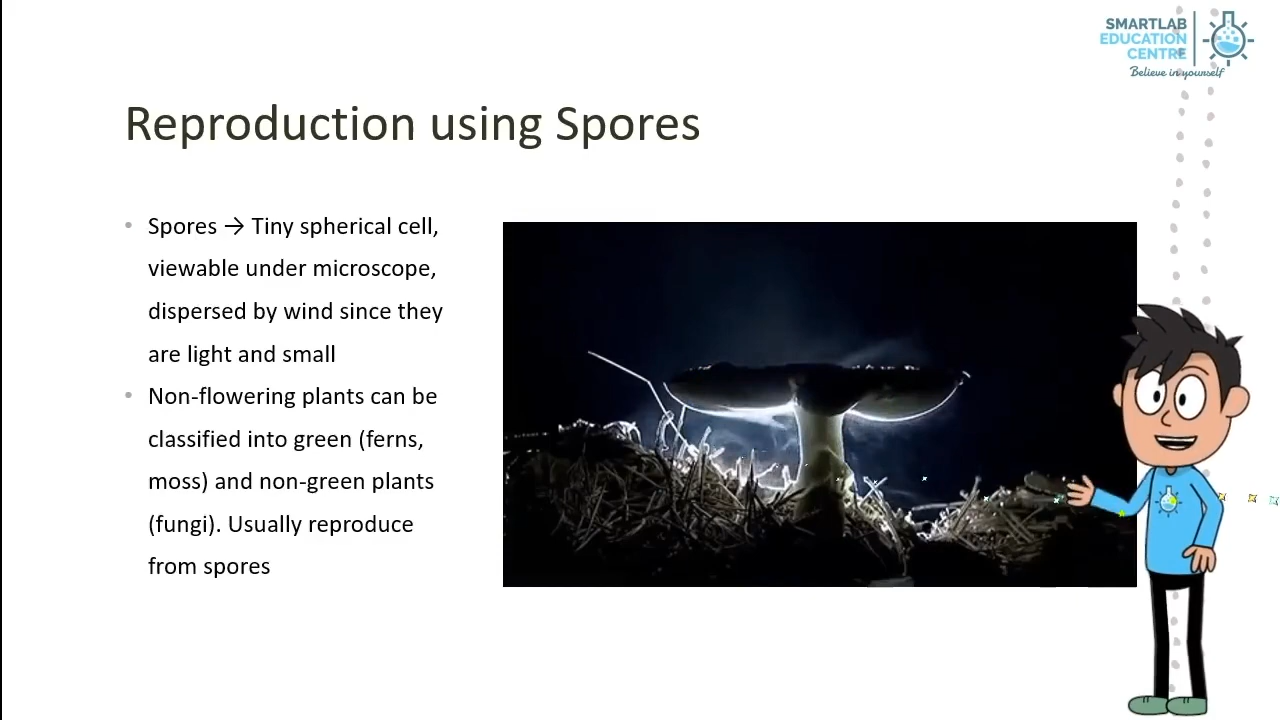 SMARTLAB
EDUCATION
CENTRE
Believe in yourself
Reproduction using Spores
• Spores → Tiny spherical cell,
viewable under microscope,
dispersed by wind since they
are light and small
• Non-flowering plants can be
classified into green (ferns,
moss) and non-green plants
(fungi). Usually reproduce
from spores